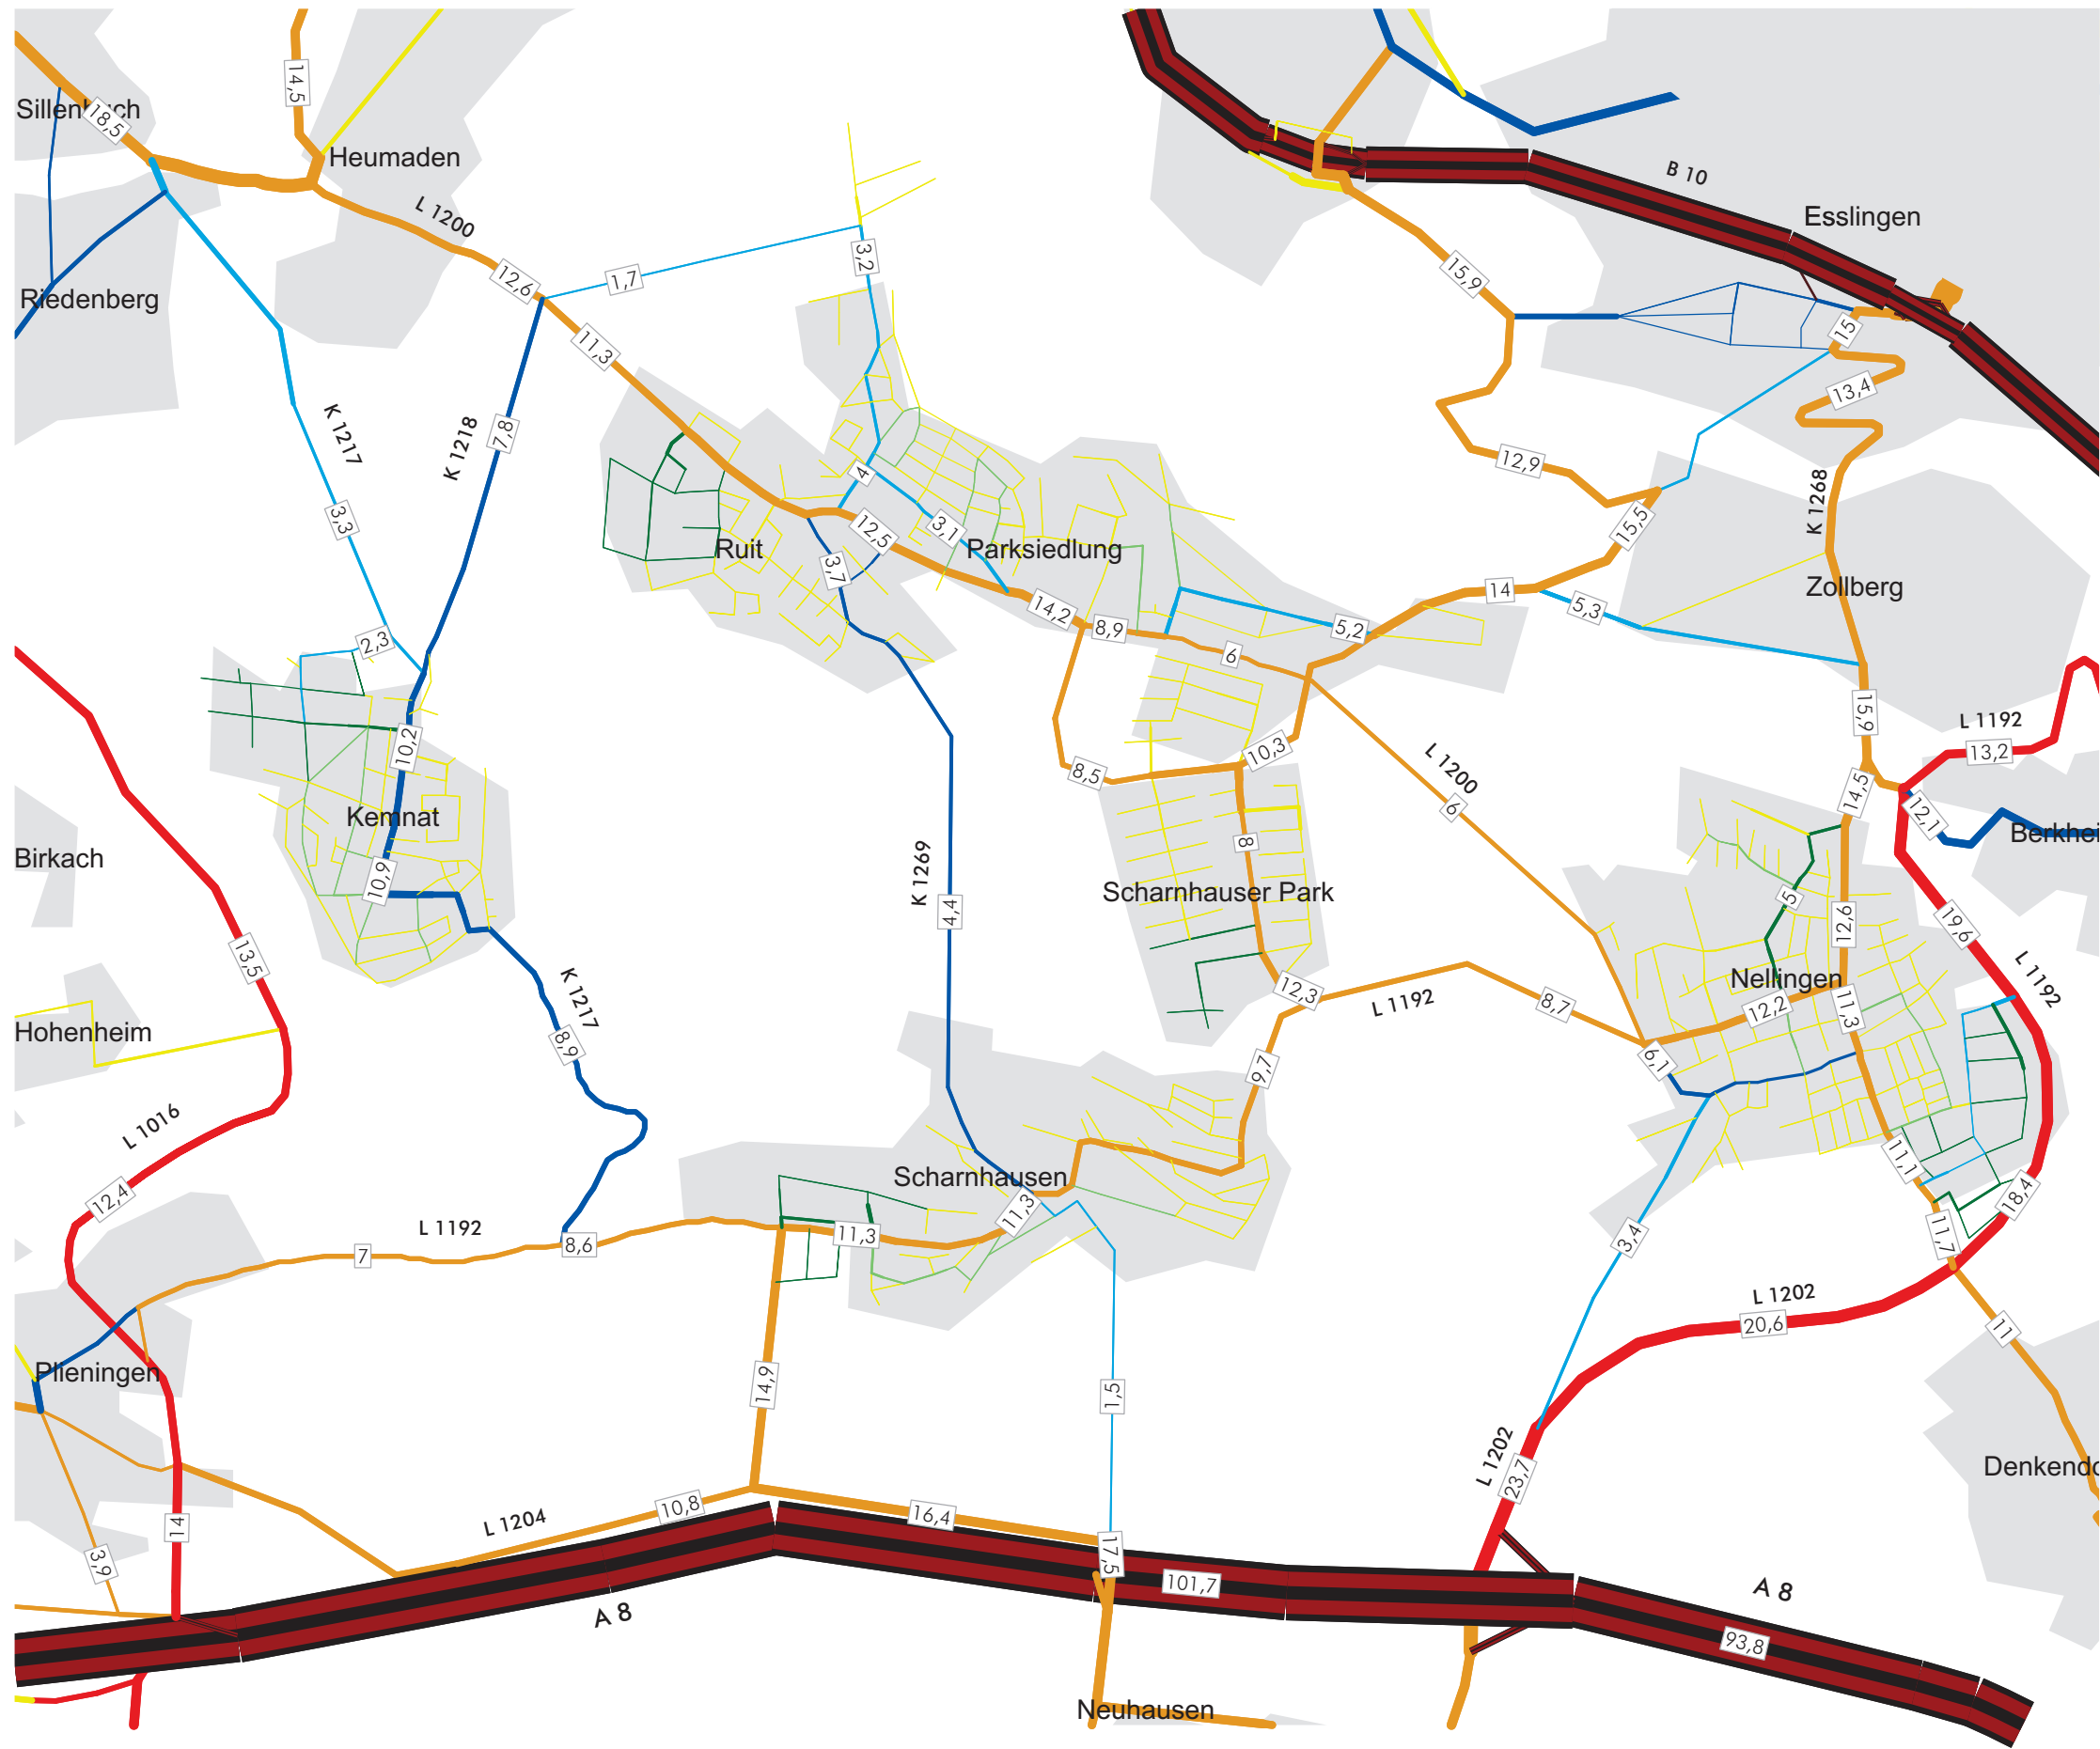 14,5
Sillenbuch
18,5
Heumaden
B 10
L 1200
Esslingen
3,2
12,6
1,7
15,9
Riedenberg
15
11,3
13,4
K 1217
K 1218
7,8
12,9
4
K 1268
3,3
12,5
3,1
15,5
Ruit
Parksiedlung
3,7
Zollberg
14
14,2
8,9
5,3
5,2
2,3
6
15,9
L 1192
13,2
10,2
10,3
8,5
L 1200
6
14,5
12,1
Kemnat
Berkhei
8
Birkach
10,9
K 1269
4,4
Scharnhauser Park
5
12,6
19,6
13,5
Nellingen
L 1192
12,3
L 1192
8,7
12,2
11,3
K 1217
Hohenheim
8,9
9,7
6,1
L 1016
11,1
Scharnhausen
12,4
18,4
11,3
L 1192
11,3
7
8,6
3,4
11,7
L 1202
20,6
11
Plieningen
14,9
1,5
L 1202
23,7
Denkendo
10,8
16,4
L 1204
14
3,9
17,5
101,7
A 8
A 8
93,8
Neuhausen